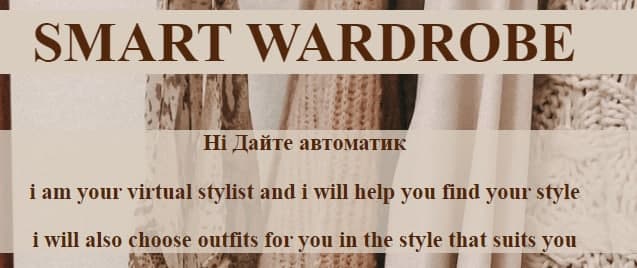 SMART WARDROBE
Hi Дайте автоматик
i am your virtual stylist and i will help you find your style
i will also choose outfits for you in the style that suits you